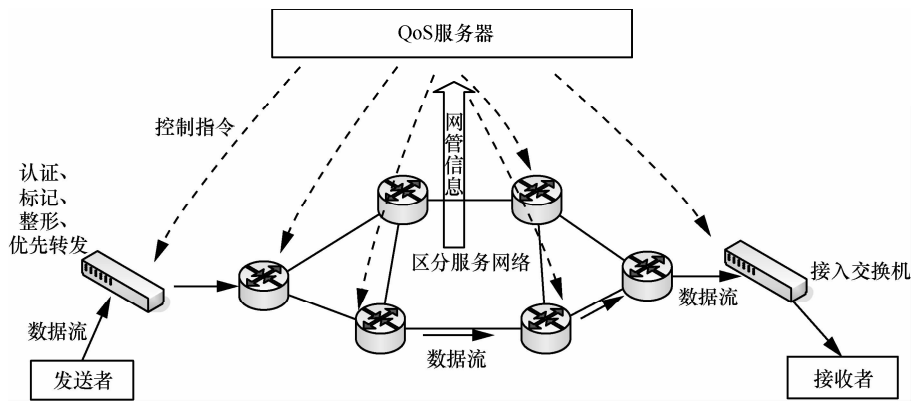 QoS服务器
控制指令
网管信息
认证、
标记、
整形、
优先转发
区分服务网络
接入交换机
数据流
数据流
数据流
发送者
接收者